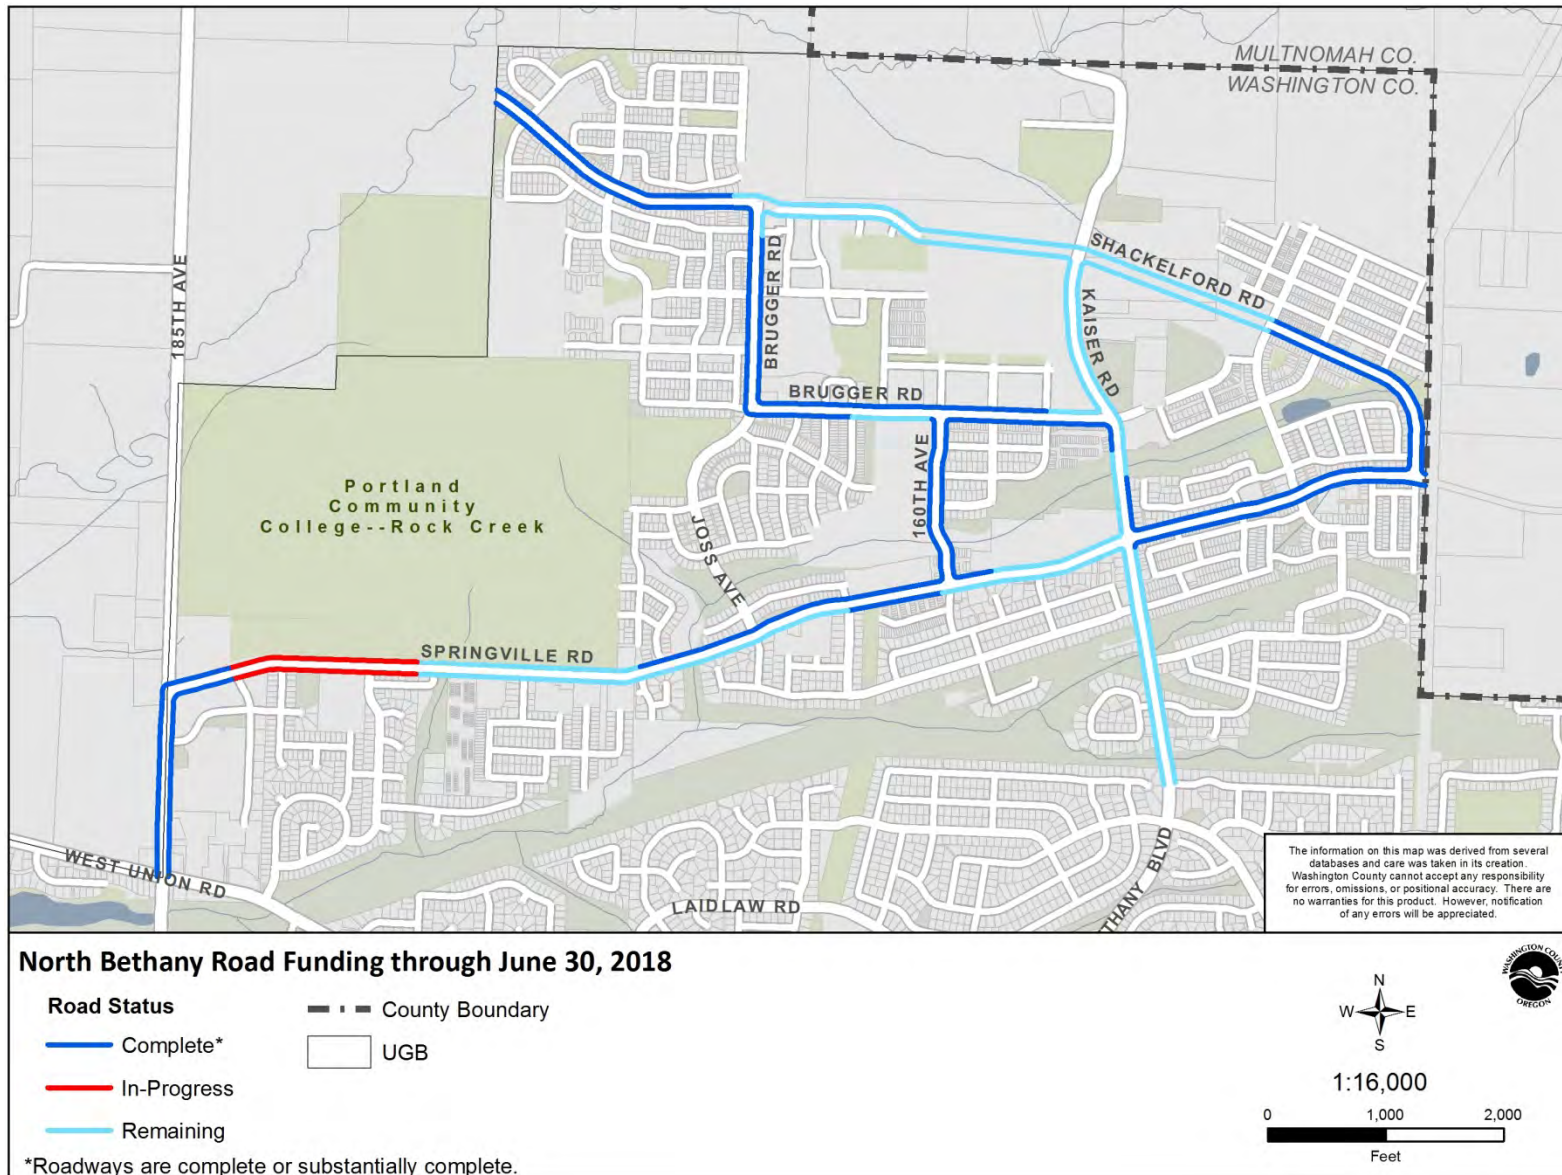 MULTNOMAH CO.
WASHINGTON CO.
185TH AVE
SHACKELFORD RD
BRUGGER RD
KAISER RD
BRUGGER RD
160TH AVE
Portland
Community
College--Rock Creek
JOSS AVE
SPRINGVILLE RD
WEST UNION RD
LAIDLAW RD
THANY BLVD
The information on this map was derived from several
databases and care was taken in its creation.
Washington County cannot accept any responsibility
for errors, omissions, or positional accuracy. There are
no warranties for this product. However, notification
of any errors will be appreciated.
North Bethany Road Funding through June 30, 2018
Road Status
Complete*
In-Progress
Remaining
County Boundary
UGB
*Roadways are complete or substantially complete.
WASHINGTON COUNTY
OREGON
N
W E
S
1:16,000
0 1,000 2,000
Feet